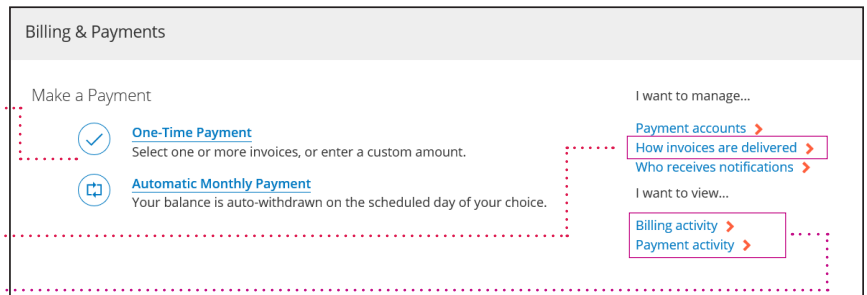 Billing & Payments
Make a Payment
One-Time Payment
Select one or more invoices, or enter a custom amount.
Automatic Monthly Payment
Your balance is auto-withdrawn on the scheduled day of your choice.
I want to manage...
Payment accounts
How invoices are delivered
Who receives notifications
I want to view...
Billing activity
Payment activity